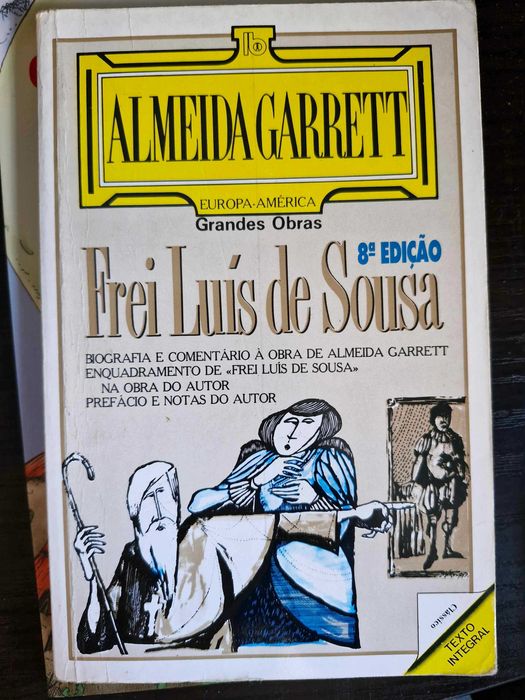 ALMEIDA GARRETT
EUROPA-AMÉRICA
Grandes Obras
8ª EDIÇÃO
Frei Luís de Sousa
BIOGRAFIA E COMENTÁRIO À OBRA DE ALMEIDA GARRETT
ENQUADRAMENTO DE «FREI LUÍS DE SOUSA»
NA OBRA DO AUTOR
PREFÁCIO E NOTAS DO AUTOR
Clássico
TEXTO
INTEGRAL